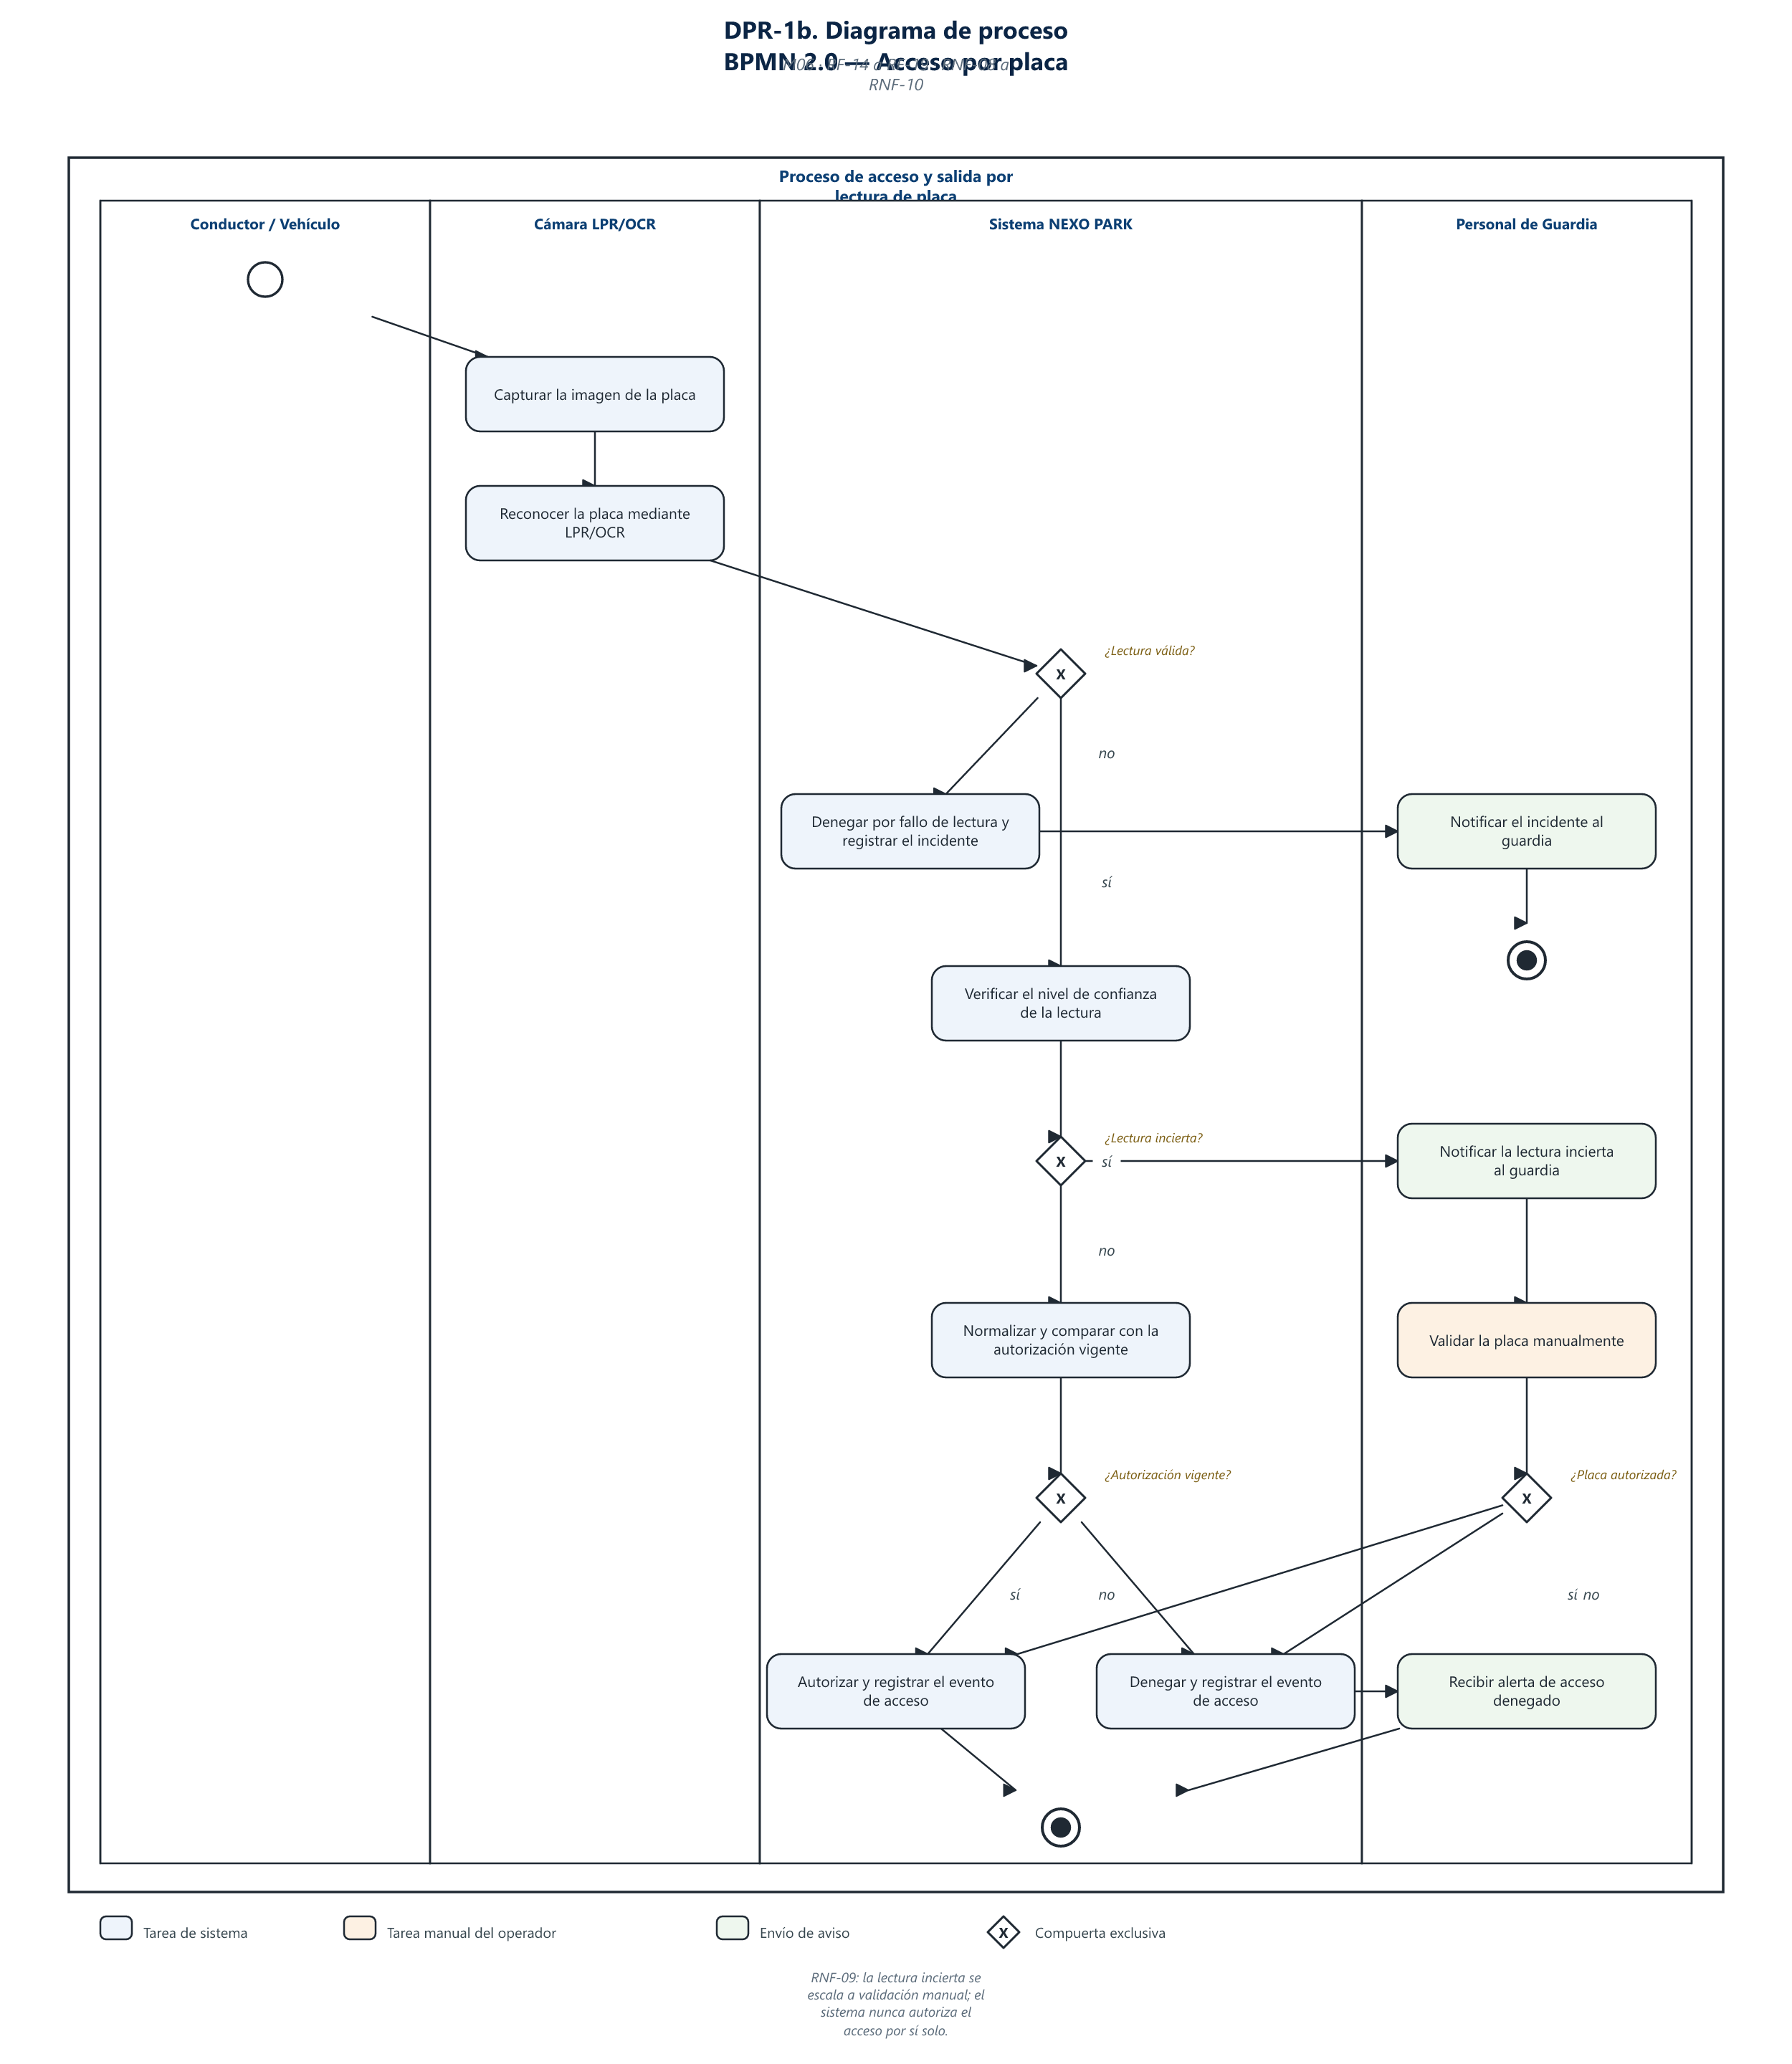 DPR-1b. Diagrama de proceso
BPMN 2.0 — Acceso por placa
RNF-10
Proceso de acceso y salida por
lectura de placa
Conductor / Vehículo
Cámara LPR/OCR
Sistema NEXO PARK
Personal de Guardia
Capturar la imagen de la placa
Reconocer la placa mediante
LPR/OCR
¿Lectura válida?
X
no
Denegar por fallo de lectura y
registrar el incidente
Notificar el incidente al
guardia
sí
Verificar el nivel de confianza
de la lectura
¿Lectura incierta?
X
sí
Notificar la lectura incierta
al guardia
no
Normalizar y comparar con la
autorización vigente
Validar la placa manualmente
¿Autorización vigente?
X
¿Placa autorizada?
X
sí
no
si no
Autorizar y registrar el evento
de acceso
Denegar y registrar el evento
de acceso
Recibir alerta de acceso
denegado
Tarea de sistema
Tarea manual del operador
Envío de aviso
X
Compuerta exclusiva
RNF-09: la lectura incierta se
escala a validación manual; el
sistema nunca autoriza el
acceso por sí solo.